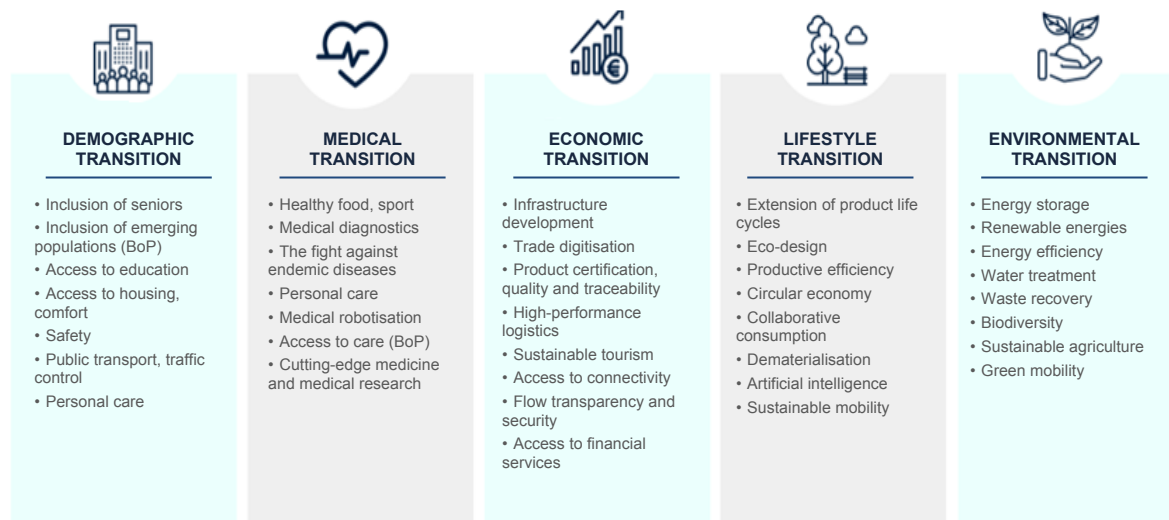 DEMOGRAPHIC
TRANSITION
• Inclusion of seniors
• Inclusion of emerging
populations (BoP)
• Access to education
• Access to housing,
comfort
• Safety
• Public transport, traffic
control
• Personal care
MEDICAL
TRANSITION
• Healthy food, sport
• Medical diagnostics
• The fight against
endemic diseases
• Personal care
• Medical robotisation
• Access to care (BoP)
• Cutting-edge medicine
and medical research
ECONOMIC
TRANSITION
• Infrastructure
development
• Trade digitisation
• Product certification,
quality and traceability
• High-performance
logistics
• Sustainable tourism
• Access to connectivity
• Flow transparency and
security
• Access to financial
services
LIFESTYLE
TRANSITION
• Extension of product life
cycles
• Eco-design
• Productive efficiency
• Circular economy
• Collaborative
consumption
• Dematerialisation
• Artificial intelligence
• Sustainable mobility
ENVIRONMENTAL
TRANSITION
• Energy storage
• Renewable energies
• Energy efficiency
• Water treatment
• Waste recovery
• Biodiversity
• Sustainable agriculture
• Green mobility